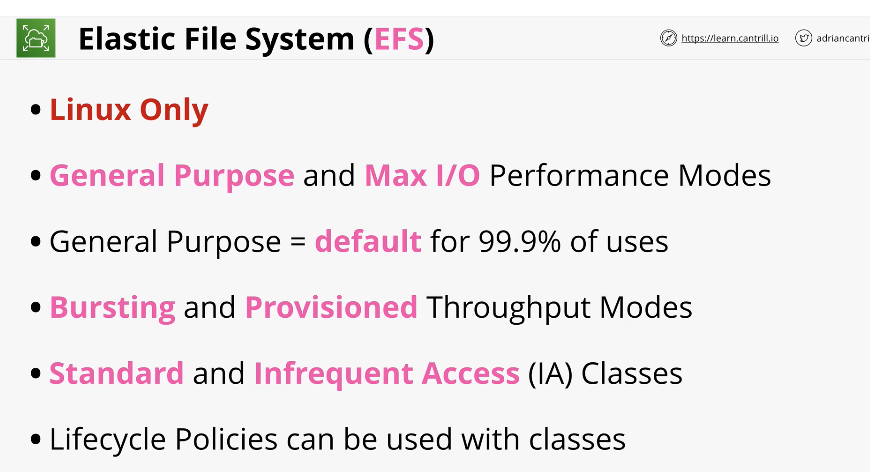 Elastic File System (EFS)
https://learn.cantrill.io
adriancantri
• Linux Only
• General Purpose and Max I/O Performance Modes
• General Purpose = default for 99.9% of uses
• Bursting and Provisioned Throughput Modes
• Standard and Infrequent Access (IA) Classes
• Lifecycle Policies can be used with classes